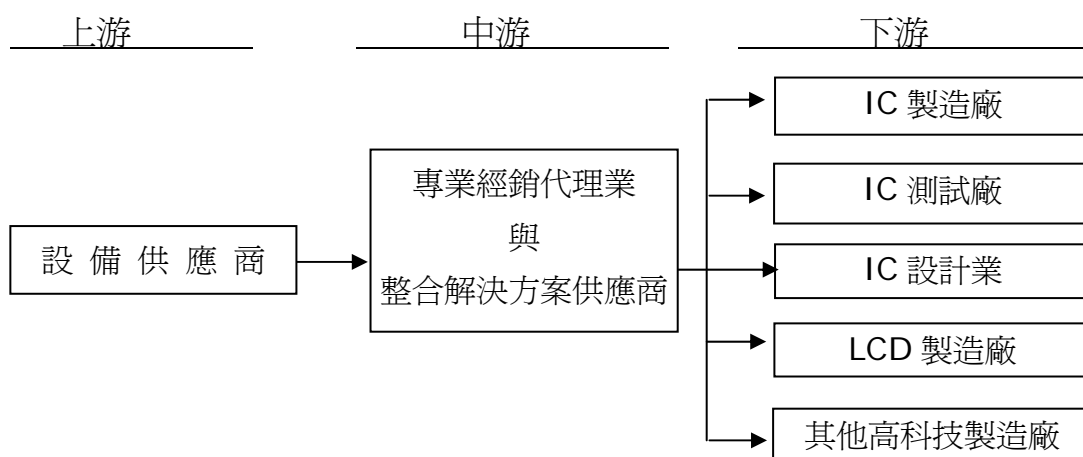 上游
中游
下游
設備供應商
專業經銷代理業
與
整合解決方案供應商
IC 製造廠
IC 測試廠
IC 設計業
LCD 製造廠
其他高科技製造廠